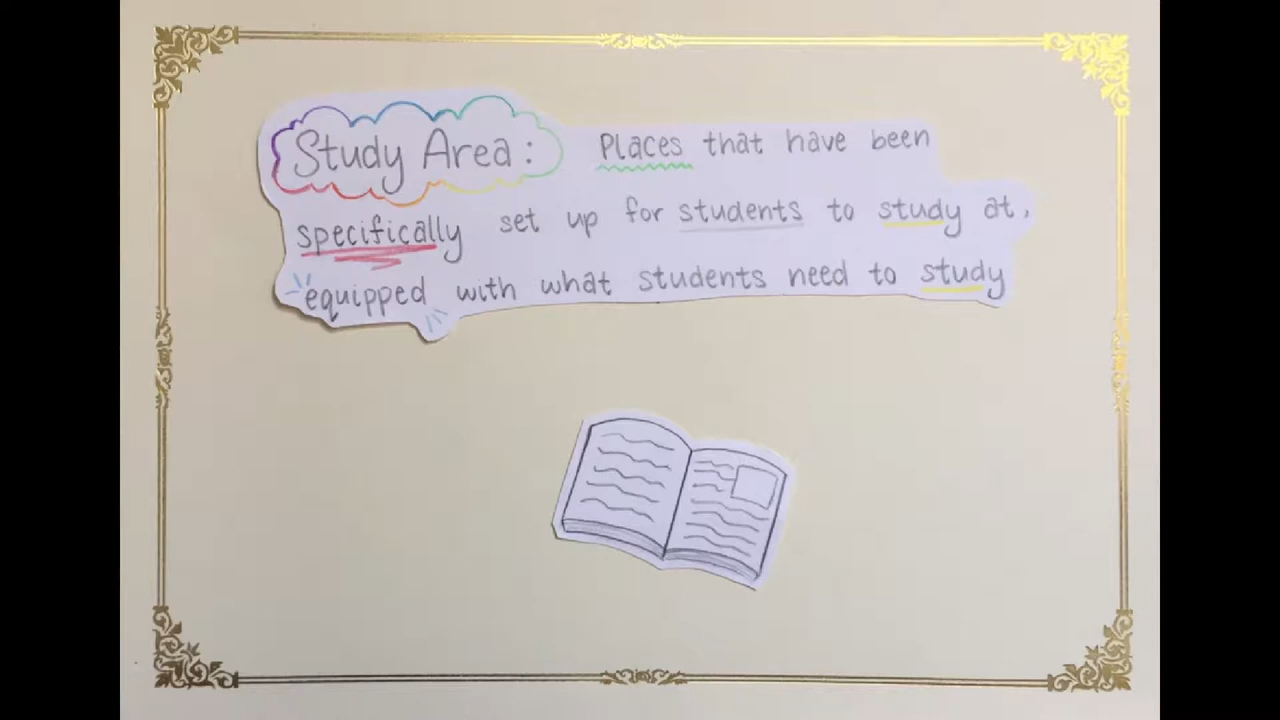 Study Area: Places that have been
specifically set up for students to study at,
equipped with what students need to study